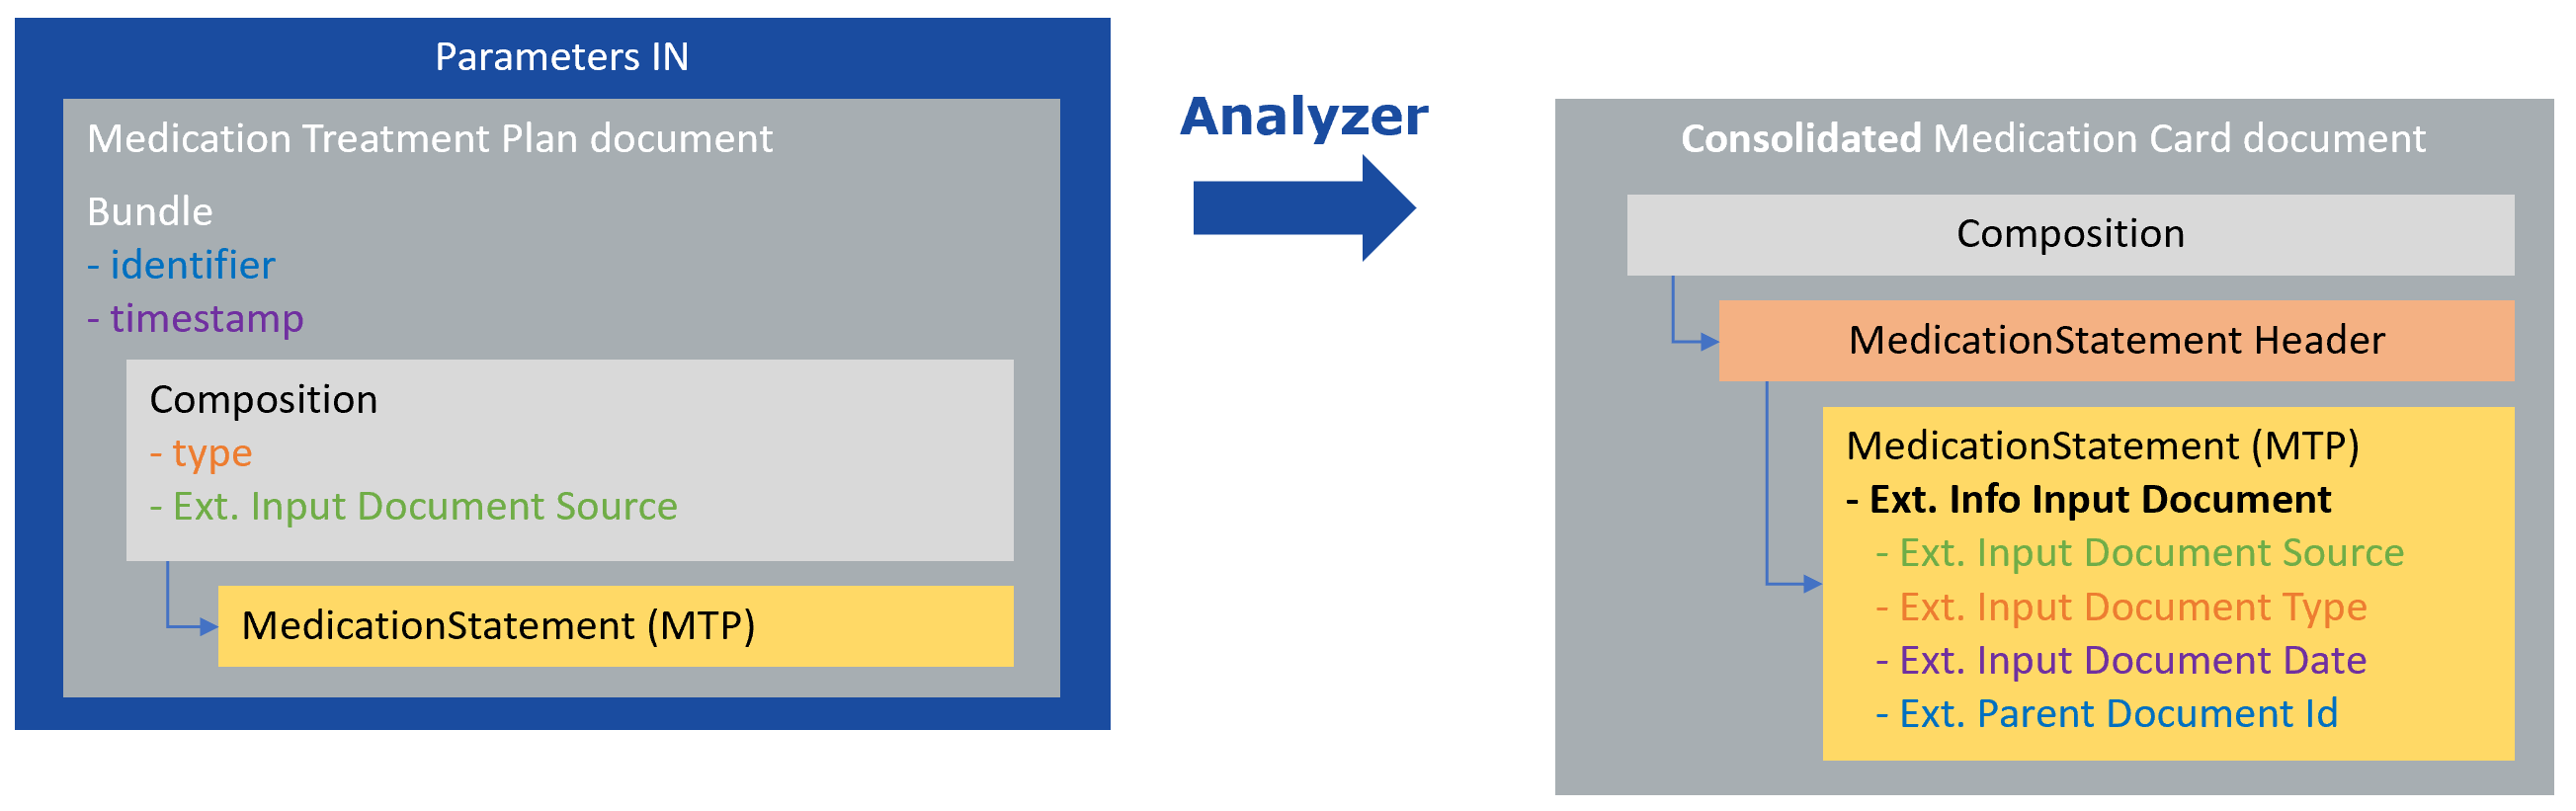 Parameters IN
Medication Treatment Plan document
Bundle
- identifier
- timestamp
Composition
- type
- Ext. Input Document Source
MedicationStatement (MTP)
Analyzer
Consolidated Medication Card document
Composition
MedicationStatement Header
MedicationStatement (MTP)
- Ext. Info Input Document
- Ext. Input Document Source
- Ext. Input Document Type
- Ext. Input Document Date
- Ext. Parent Document Id